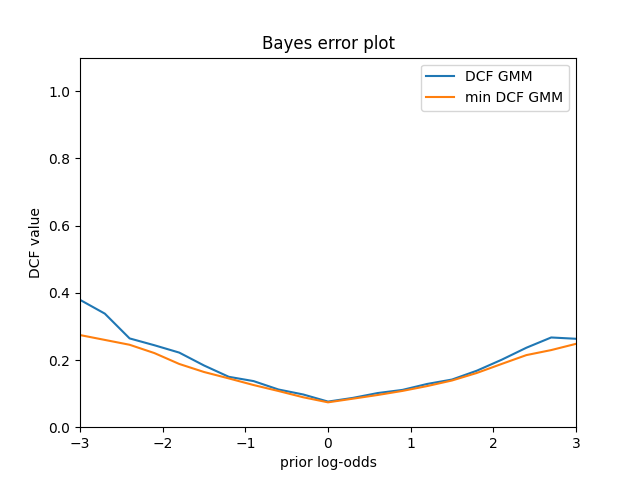 Bayes error plot
DCF GMM
min DCF GMM
DCF value
1.0
0.8
0.6
0.4
0.2
0.0
−3
−2
−1
0
1
2
3
prior log-odds